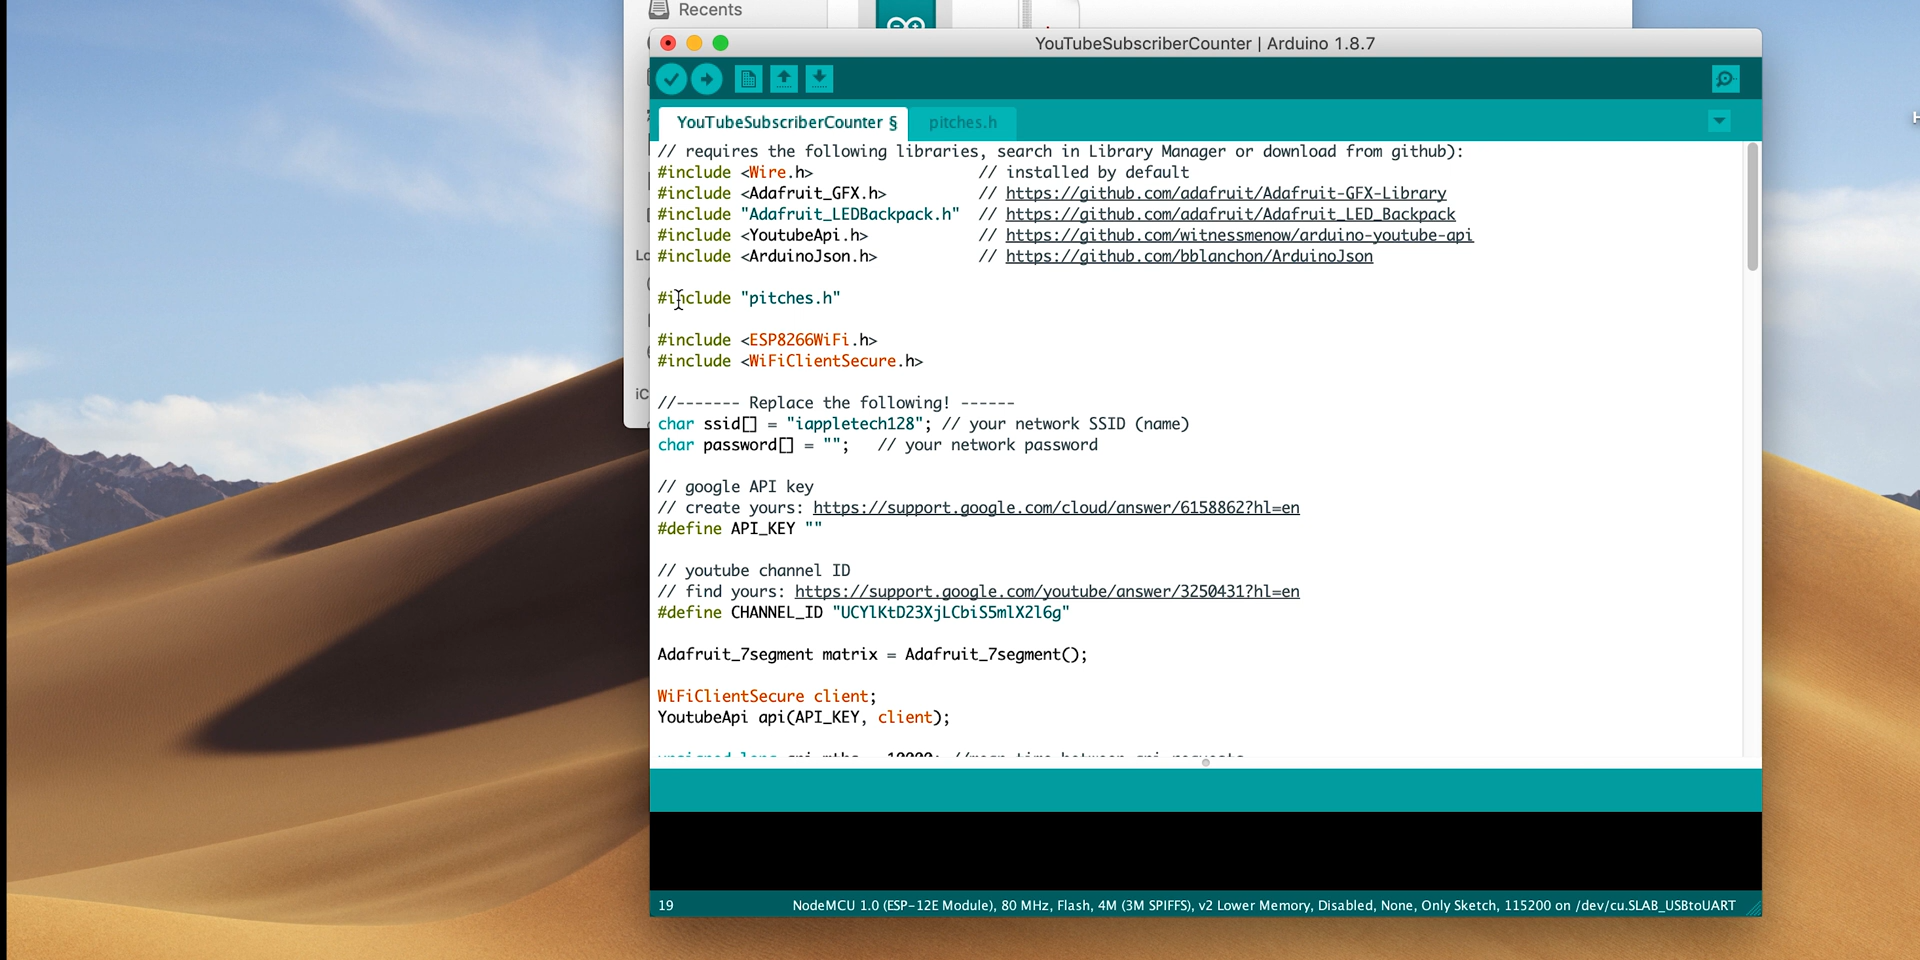 Recents
YouTubeSubscriberCounter | Arduino 1.8.7
YouTubeSubscriberCounter §
pitches.h
// requires the following libraries, search in Library Manager or download from github):
#include <Wire.h> // installed by default
#include <Adafruit_GFX.h> // https://github.com/adafruit/Adafruit-GFX-Library
#include "Adafruit_LEDBackpack.h" // https://github.com/adafruit/Adafruit_LED_Backpack
#include <YoutubeApi.h> // https://github.com/witnessmenow/arduino-youtube-api
#include <ArduinoJson.h> // https://github.com/bblanchon/ArduinoJson
Lo
#include "pitches.h"
#include <ESP8266WiFi.h>
#include <WiFiClientSecure.h>
iC
//------- Replace the following! ------
char ssid[] = "iappletech128"; // your network SSID (name)
char password[] = ""; // your network password
// google API key
// create yours: https://support.google.com/cloud/answer/6158862?hl=en
#define API_KEY ""
// youtube channel ID
// find yours: https://support.google.com/youtube/answer/3250431?hl=en
#define CHANNEL_ID "UCYlKtD23XjLCbiS5mlX2l6g"
Adafruit_7segment matrix = Adafruit_7segment();
WiFiClientSecure client;
YoutubeApi api(API_KEY, client);
19
NodeMCU 1.0 (ESP-12E Module), 80 MHz, Flash, 4M (3M SPIFFS), v2 Lower Memory, Disabled, None, Only Sketch, 115200 on /dev/cu.SLAB_USBtoUART